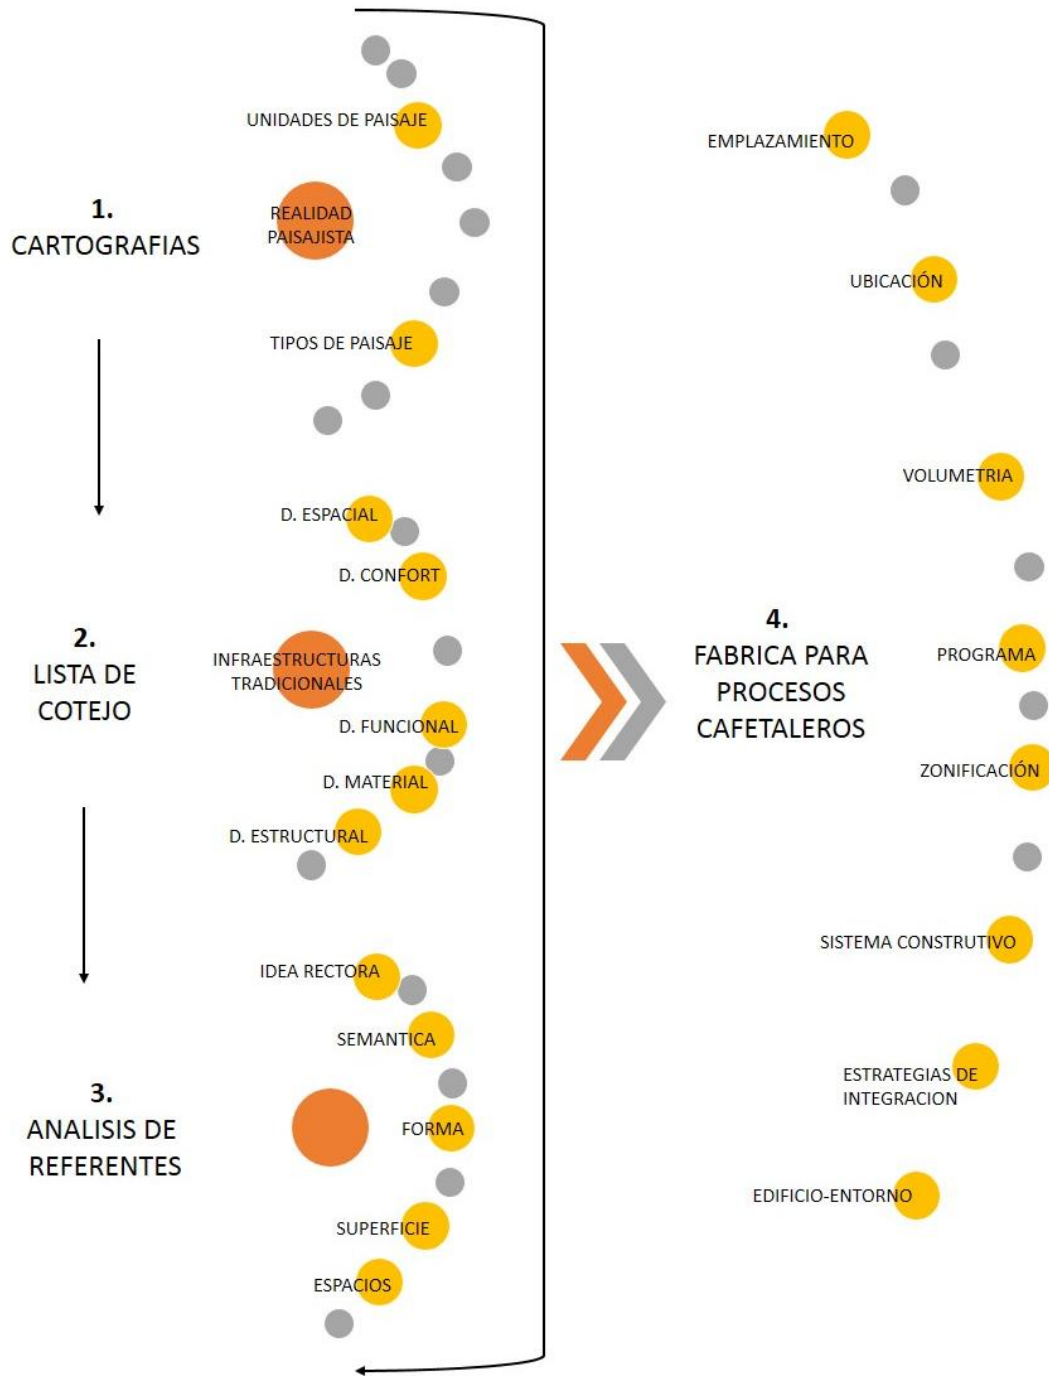 1.
CARTOGRAFIAS
UNIDADES DE PAISAJE
REALIDAD
PAISAJISTA
TIPOS DE PAISAJE
2.
LISTA DE
COTEJO
D. ESPACIAL
D. CONFORT
INFRAESTRUCTURAS
TRADICIONALES
D. FUNCIONAL
D. MATERIAL
D. ESTRUCTURAL
3.
ANALISIS DE
REFERENTES
IDEA RECTORA
SEMANTICA
FORMA
SUPERFICIE
ESPACIOS
4.
FABRICA PARA
PROCESOS
CAFETALEROS
EMPLAZAMIENTO
UBICACIÓN
VOLUMETRIA
PROGRAMA
ZONIFICACIÓN
SISTEMA CONSTRUTIVO
ESTRATEGIAS DE
INTEGRACION
EDIFICIO-ENTORNO